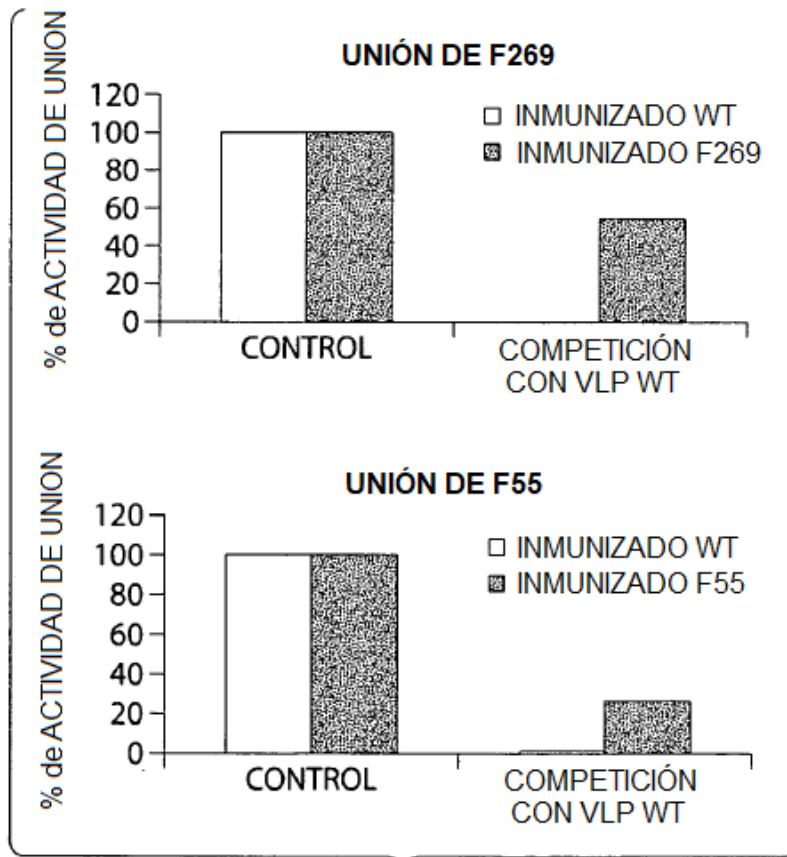 UNIÓN DE F269
% de ACTIVIDAD DE UNION
120
100
80
60
40
20
0
INMUNIZADO WT
INMUNIZADO F269
CONTROL
COMPETICIÓN
CON VLP WT
UNIÓN DE F55
% de ACTIVIDAD DE UNION
120
100
80
60
40
20
0
INMUNIZADO WT
INMUNIZADO F55
CONTROL
COMPETICIÓN
CON VLP WT